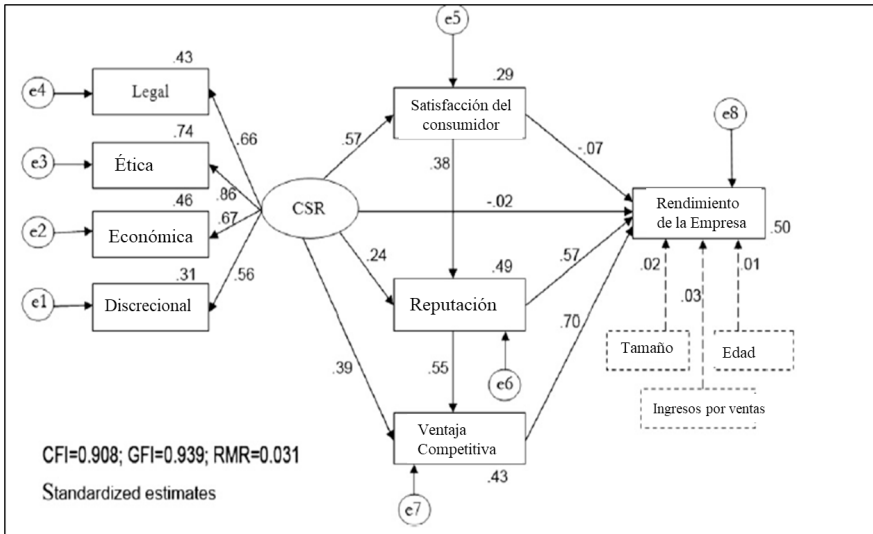 e5
.43
.29
e4
Legal
Satisfacción del
consumidor
e8
.74
.66
.57
-.07
e3
Ética
.38
.86
.46
CSR
-.02
Rendimiento
de la Empresa
.50
e2
Económica
.67
.24
.57
.02
.01
.31
.56
.49
.03
e1
Discrecional
Reputación
.70
Tamaño
Edad
.39
.55
e6
Ingresos por ventas
Ventaja
Competitiva
.43
CFI=0.908; GFI=0.939; RMR=0.031
Standardized estimates
e7